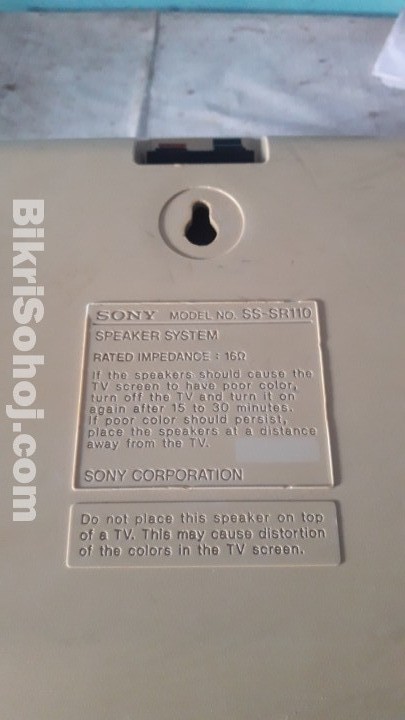 SONY MODEL NO. SS-SR110
SPEAKER SYSTEM
RATED IMPEDANCE : 16Ω
If the speakers should cause the
TV screen to have poor color,
turn off the TV and turn it on
again after 15 to 30 minutes.
If poor color should persist,
place the speakers at a distance
away from the TV.
SONY CORPORATION
Do not place this speaker on top
of a TV. This may cause distortion
of the colors in the TV screen.
BikriSohoj.com